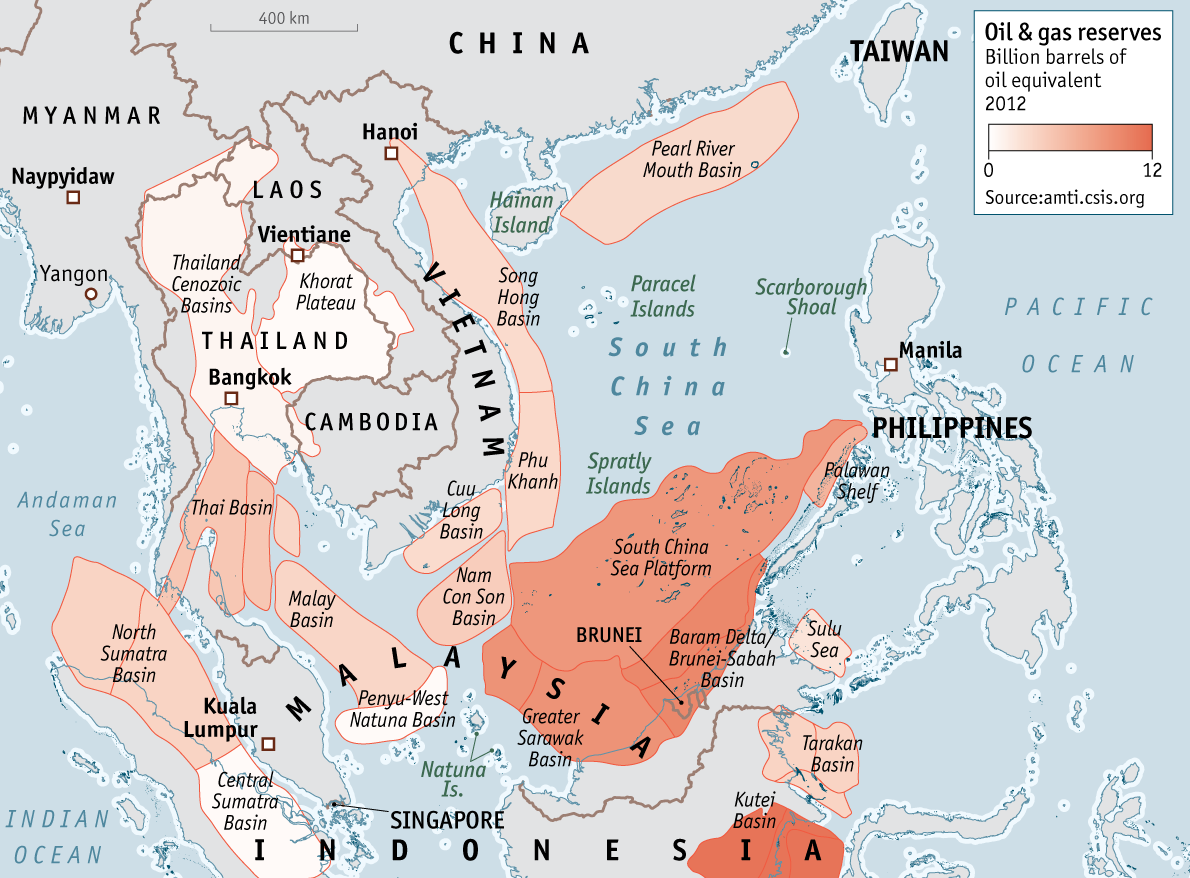 400 km
CHINA
TAIWAN
Oil & gas reserves
Billion barrels of
oil equivalent
2012
0
12
Source:amti.csis.org
MYANMAR
Hanoi
Pearl River
Mouth Basin
Naypyidaw
LAOS
Hainan
Island
Vientiane
Yangon
Thailand
Cenozoic
Basins
Khorat
Plateau
VIETNAM
Song
Hong
Basin
Paracel
Islands
Scarborough
Shoal
PACIFIC
OCEAN
THAILAND
South
China
Sea
Manila
Bangkok
CAMBODIA
PHILIPPINES
Phu
Khanh
Spratly
Islands
Palawan
Shelf
Andaman
Sea
Thai Basin
Cuu
Long
Basin
South China
Sea Platform
Nam
Con Son
Basin
Malay
Basin
North
Sumatra
Basin
BRUNEI
Baram Delta/
Brunei-Sabah
Basin
Sulu
Sea
MALAYSIA
Penyu-West
Natuna Basin
Kuala
Lumpur
Greater
Sarawak
Basin
Tarakan
Basin
Natuna
Is.
Central
Sumatra
Basin
SINGAPORE
Kutej
Basin
INDIAN
OCEAN
INDONESIA